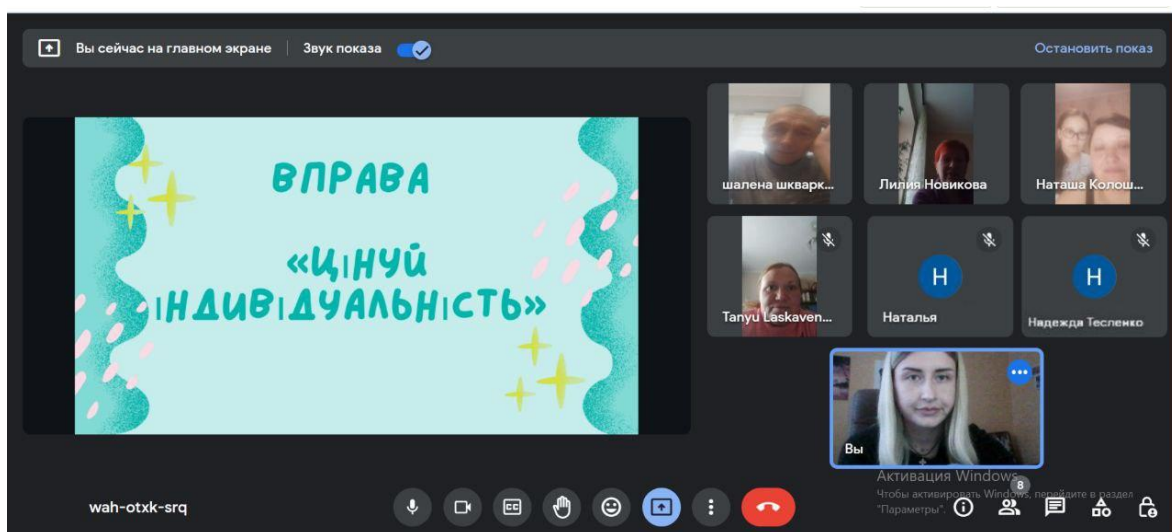 Вы сейчас на главном экране
Звук показа
Остановить показ
ВПРАВА
«ЦІНУЙ
ІНДИВІДУАЛЬНІСТЬ»
шалена шкварк...
Лилия Новикова
Наташа Колош...
Tanyu Laskaven...
Н
Наталья
Н
Надежда Тесленко
Вы
Активация Windows
Чтобы активировать Windows, перейдите в раздел
"Параметры".
8
wah-otxk-srq
CC